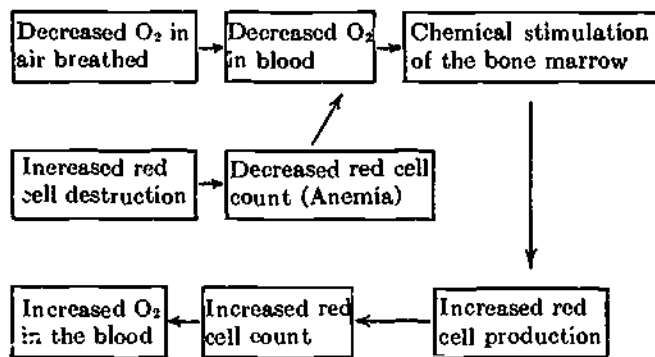 Decreased O₂ in
air breathed
Decreased O₂
in blood
Chemical stimulation
of the bone marrow
Increased red
cell destruction
Decreased red cell
count (Anemia)
Increased O₂
in the blood
Increased red
cell count
Increased red
cell production